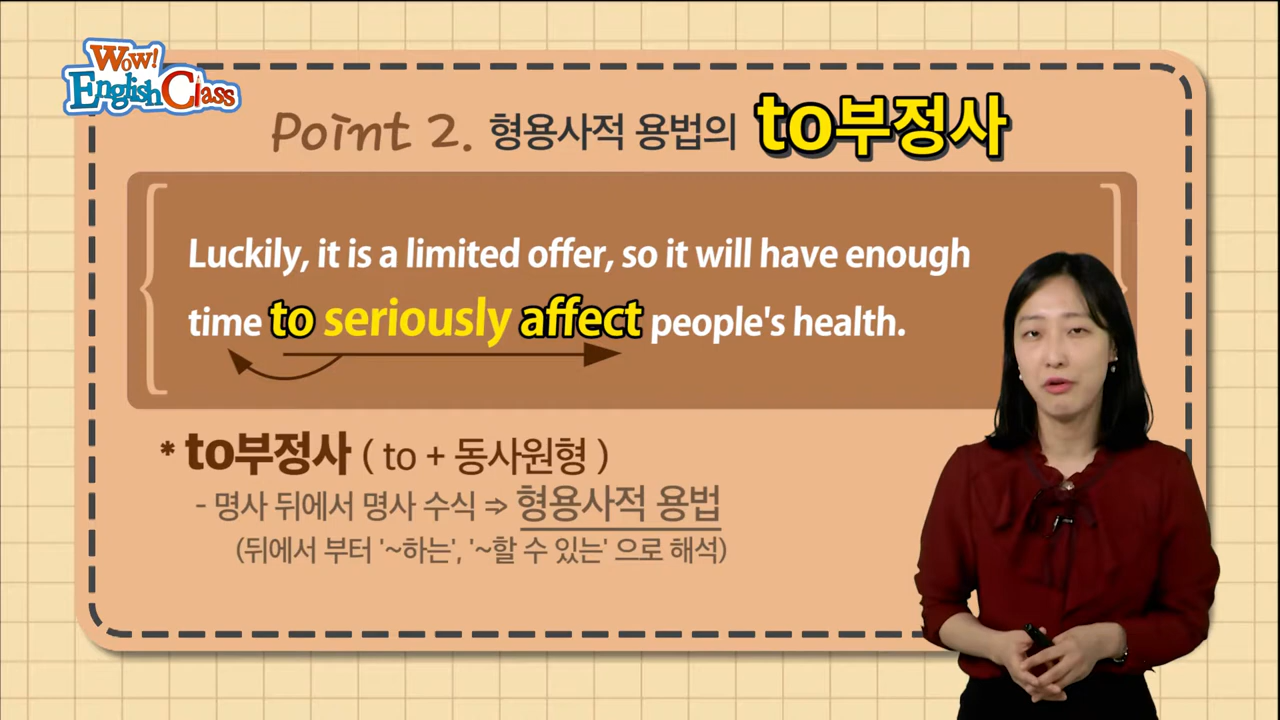 Wow!
English Class
Point 2. 형용사적 용법의 to부정사
Luckily, it is a limited offer, so it will have enough
time to seriously affect people's health.
* to부정사 ( to + 동사원형 )
- 명사 뒤에서 명사 수식 ⇒ 형용사적 용법
(뒤에서 부터 '~하는', '~할 수 있는' 으로 해석)